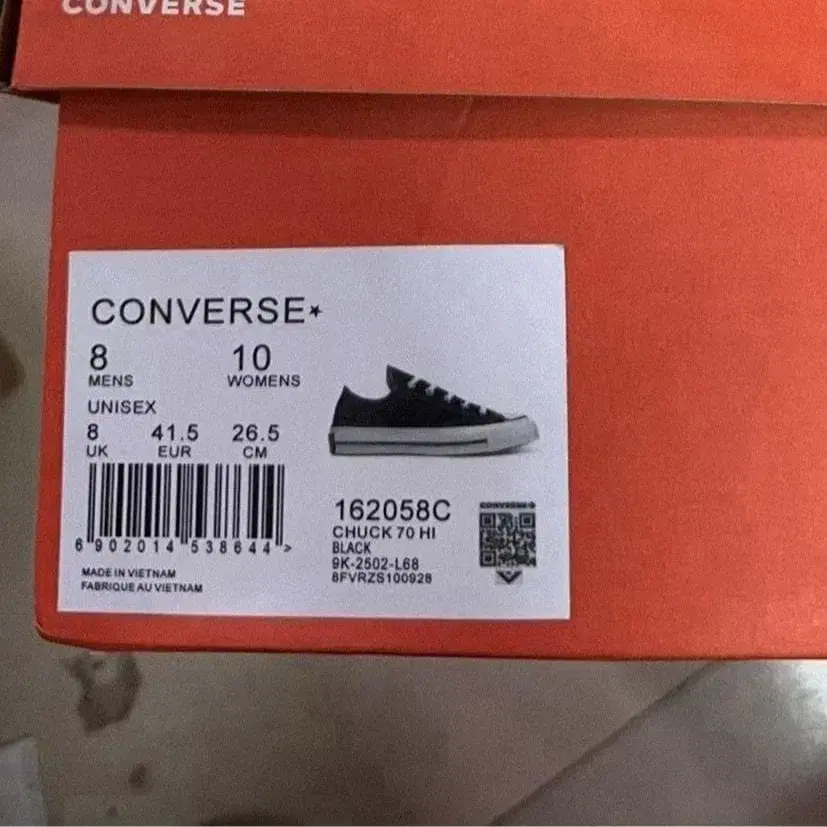 CONVERSE
CONVERSE
8 10
MENS WOMENS
UNISEX
8 41.5 26.5
UK EUR CM
6 902014 538644 >
MADE IN VIETNAM
FABRIQUE AU VIETNAM
162058C
CHUCK 70 HI
BLACK
9K-2502-L68
8FVRZS100928
CONVERSE